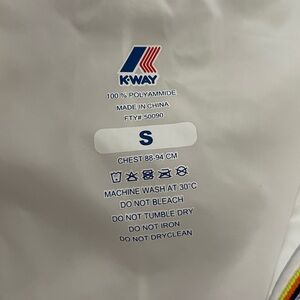 K-WAY
100 % POLYAMMIDE
MADE IN CHINA
FTY# 50090
S
CHEST 88-94 CM
MACHINE WASH AT 30°C
DO NOT BLEACH
DO NOT TUMBLE DRY
DO NOT IRON
DO NOT DRYCLEAN